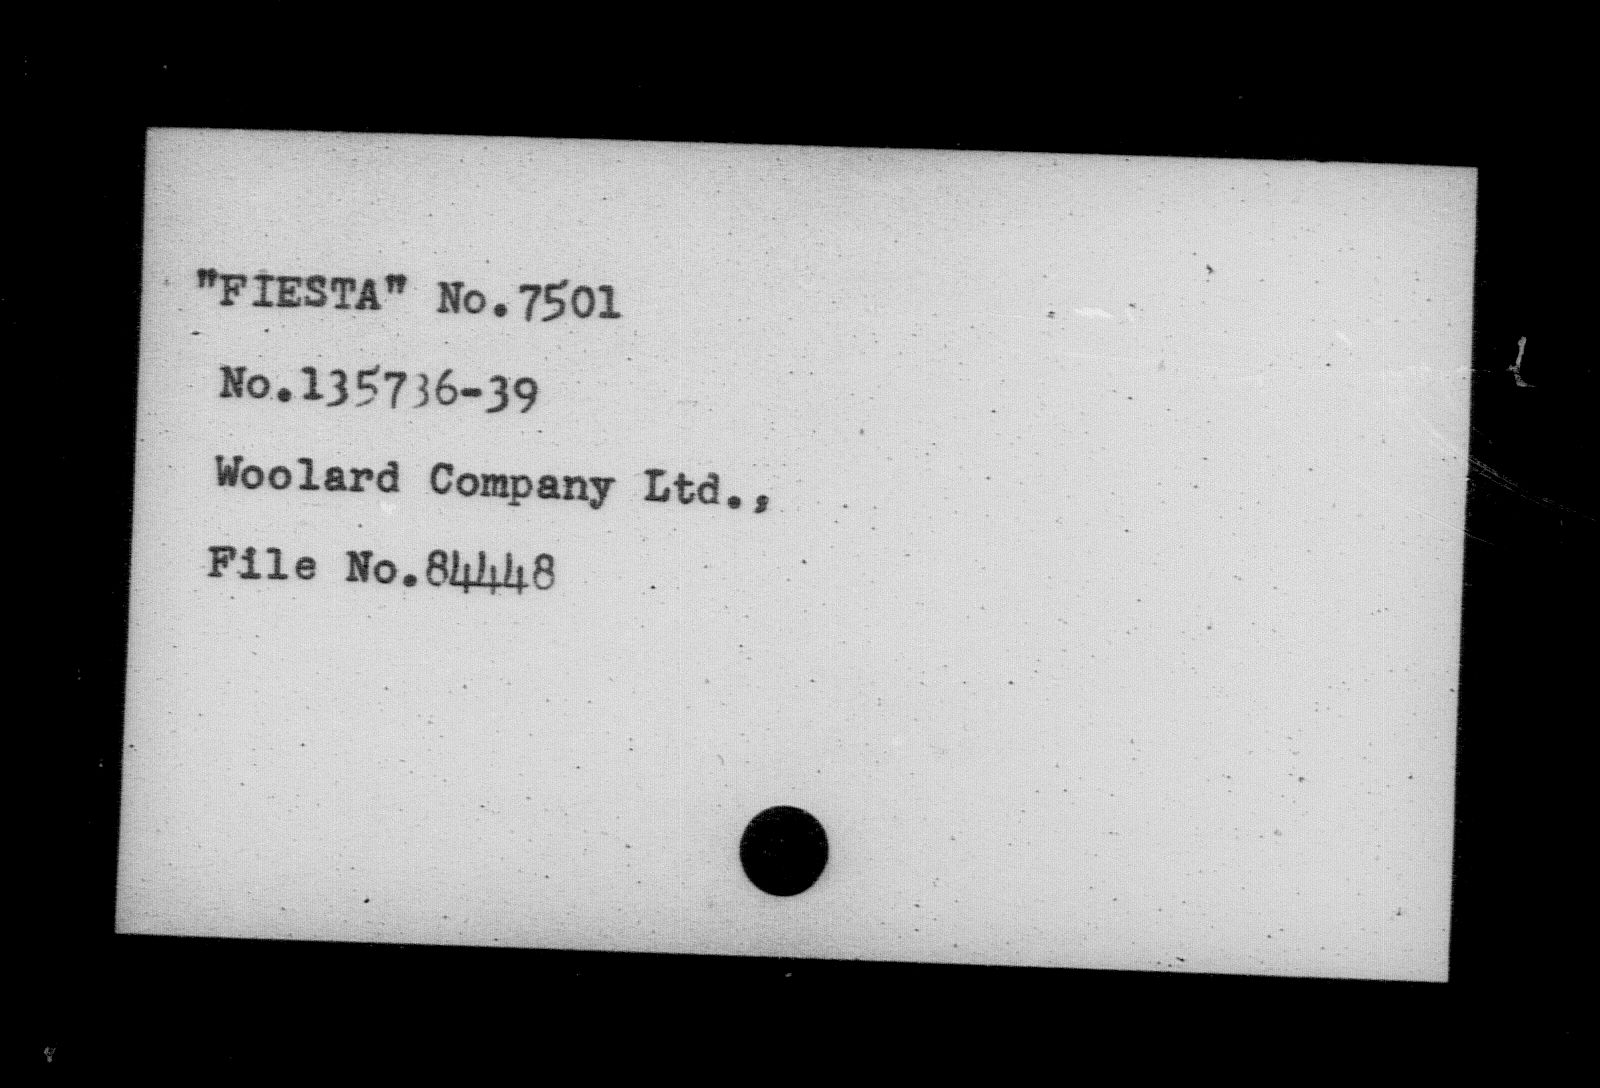 "FIESTA" No.7501
No.135736-39
Woolard Company Ltd.,
File No.84448